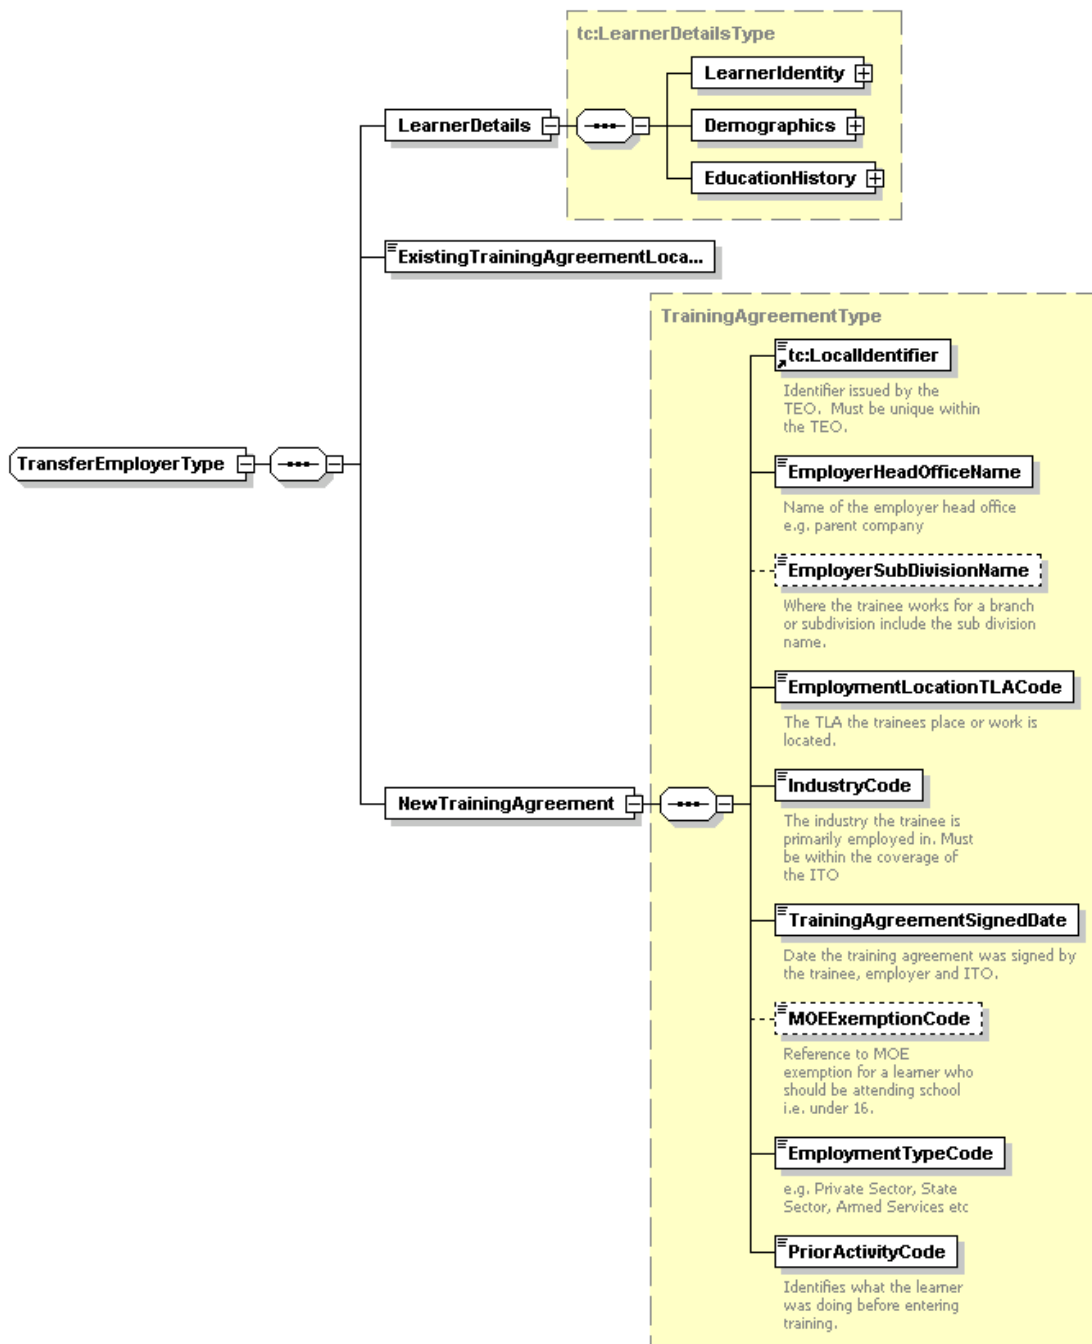 tc:LearnerDetailsType
LearnerIdentity
LearnerDetails
Demographics
EducationHistory
ExistingTrainingAgreementLoca...
TrainingAgreementType
tc:LocalIdentifier
Identifier issued by the
TEO.  Must be unique within
the TEO.
TransferEmployerType
EmployerHeadOfficeName
Name of the employer head office
e.g. parent company
EmployerSubDivisionName
Where the trainee works for a branch
or subdivision include the sub division
name.
EmploymentLocationTLACode
The TLA the trainees place or work is
located.
NewTrainingAgreement
IndustryCode
The industry the trainee is
primarily employed in. Must
be within the coverage of
the ITO
TrainingAgreementSignedDate
Date the training agreement was signed by
the trainee, employer and ITO.
MOEExemptionCode
Reference to MOE
exemption for a learner who
should be attending school
i.e. under 16.
EmploymentTypeCode
e.g. Private Sector, State
Sector, Armed Services etc
PriorActivityCode
Identifies what the learner
was doing before entering
training.